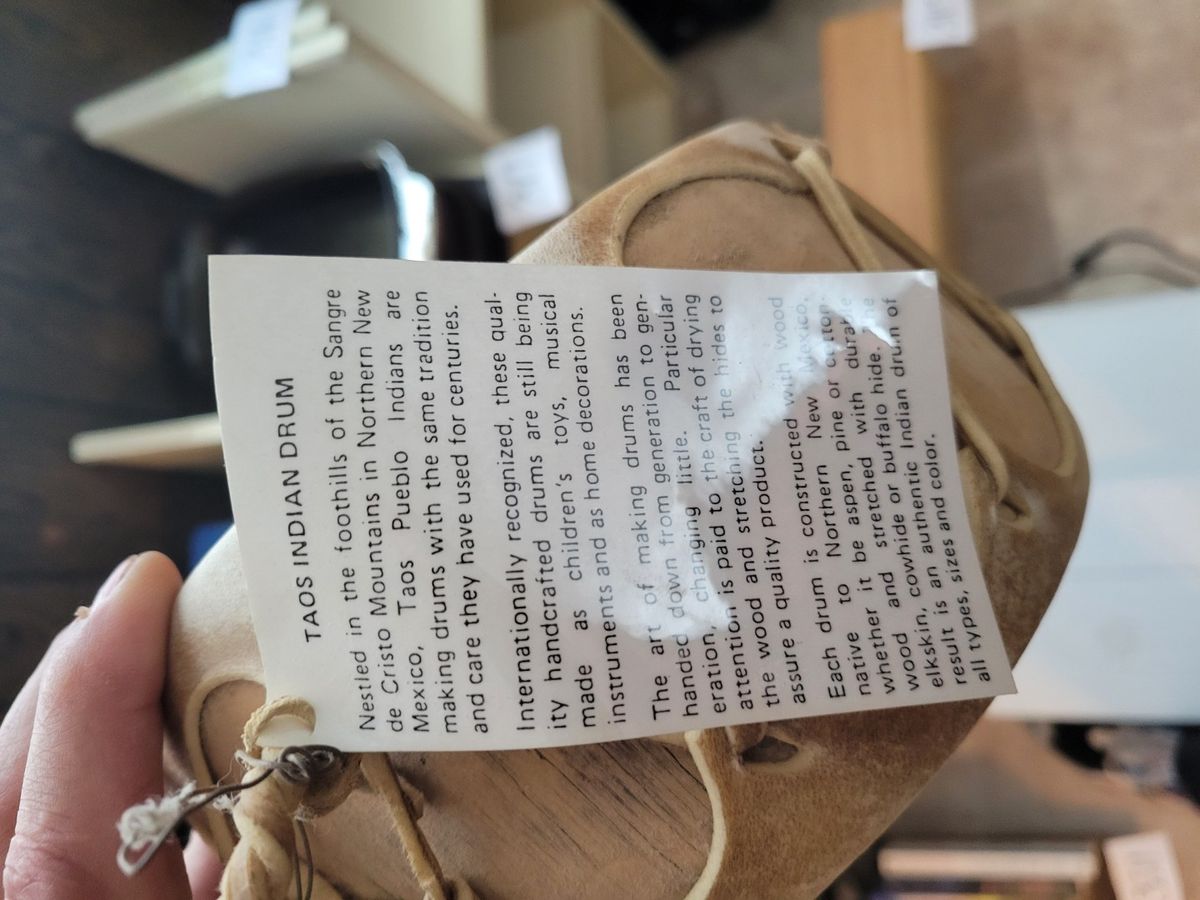 TAOS INDIAN DRUM
Nestled in the foothills of the Sangre
de Cristo Mountains in Northern New
Mexico, Taos Pueblo Indians are
making drums with the same tradition
and care they have used for centuries.
Internationally recognized, these qual-
ity handcrafted drums are still being
made as children's toys, musical
instruments and as home decorations.
The art of making drums has been
handed down from generation to gen-
eration, changing little. Particular
attention is paid to the craft of drying
the wood and stretching the hides to
assure a quality product.
Each drum is constructed with wood
native to Northern New Mexico,
whether it be aspen, pine or cotton-
wood and stretched with durable
elkskin, cowhide or buffalo hide. The
result is an authentic Indian drum of
all types, sizes and color.